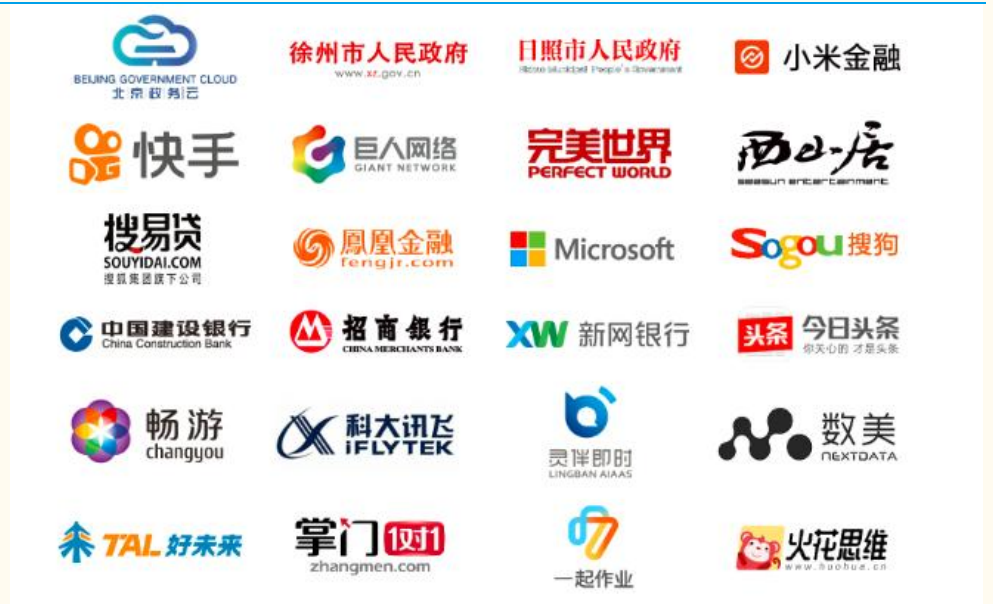 BEIJING GOVERNMENT CLOUD
北京政务云
徐州市人民政府
www.xz.gov.cn
日照市人民政府
Rizhao Municipal People's Government
小米金融
快手
巨人网络
GIANT NETWORK
完美世界
PERFECT WORLD
西山居
seasun entertainment
搜易贷
SOUYIDAI.COM
搜狐集团旗下公司
鳳凰金融
fengjr.com
Microsoft
Sogou 搜狗
中国建设银行
China Construction Bank
招商银行
CHINA MERCHANTS BANK
XW 新网银行
头条 今日头条
你关心的 才是头条
畅游
changyou
科大讯飞
iFLYTEK
灵伴即时
LINGBAN AIAAS
数美
NEXTDATA
TAL 好未来
掌门1对1
zhangmen.com
一起作业
火花思维
www.huohua.cn